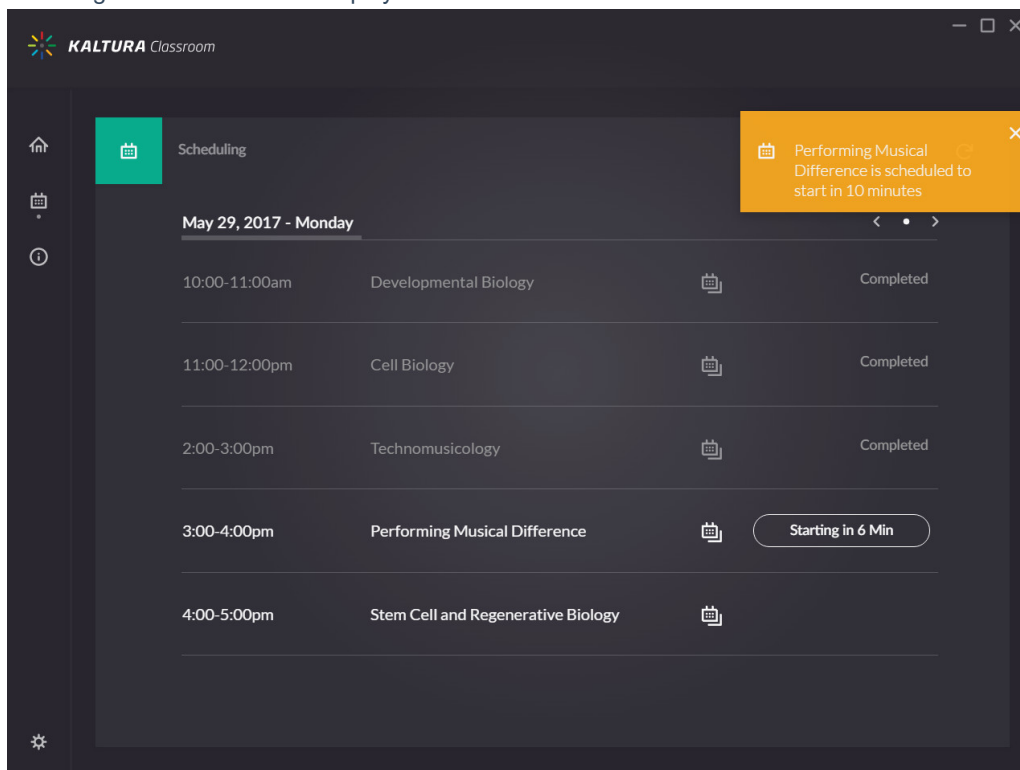 KALTURA Classroom
Scheduling
Performing Musical
Difference is scheduled to
start in 10 minutes
May 29, 2017 - Monday
10:00-11:00am Developmental Biology Completed
11:00-12:00pm Cell Biology Completed
2:00-3:00pm Technomusicology Completed
3:00-4:00pm Performing Musical Difference Starting in 6 Min
4:00-5:00pm Stem Cell and Regenerative Biology